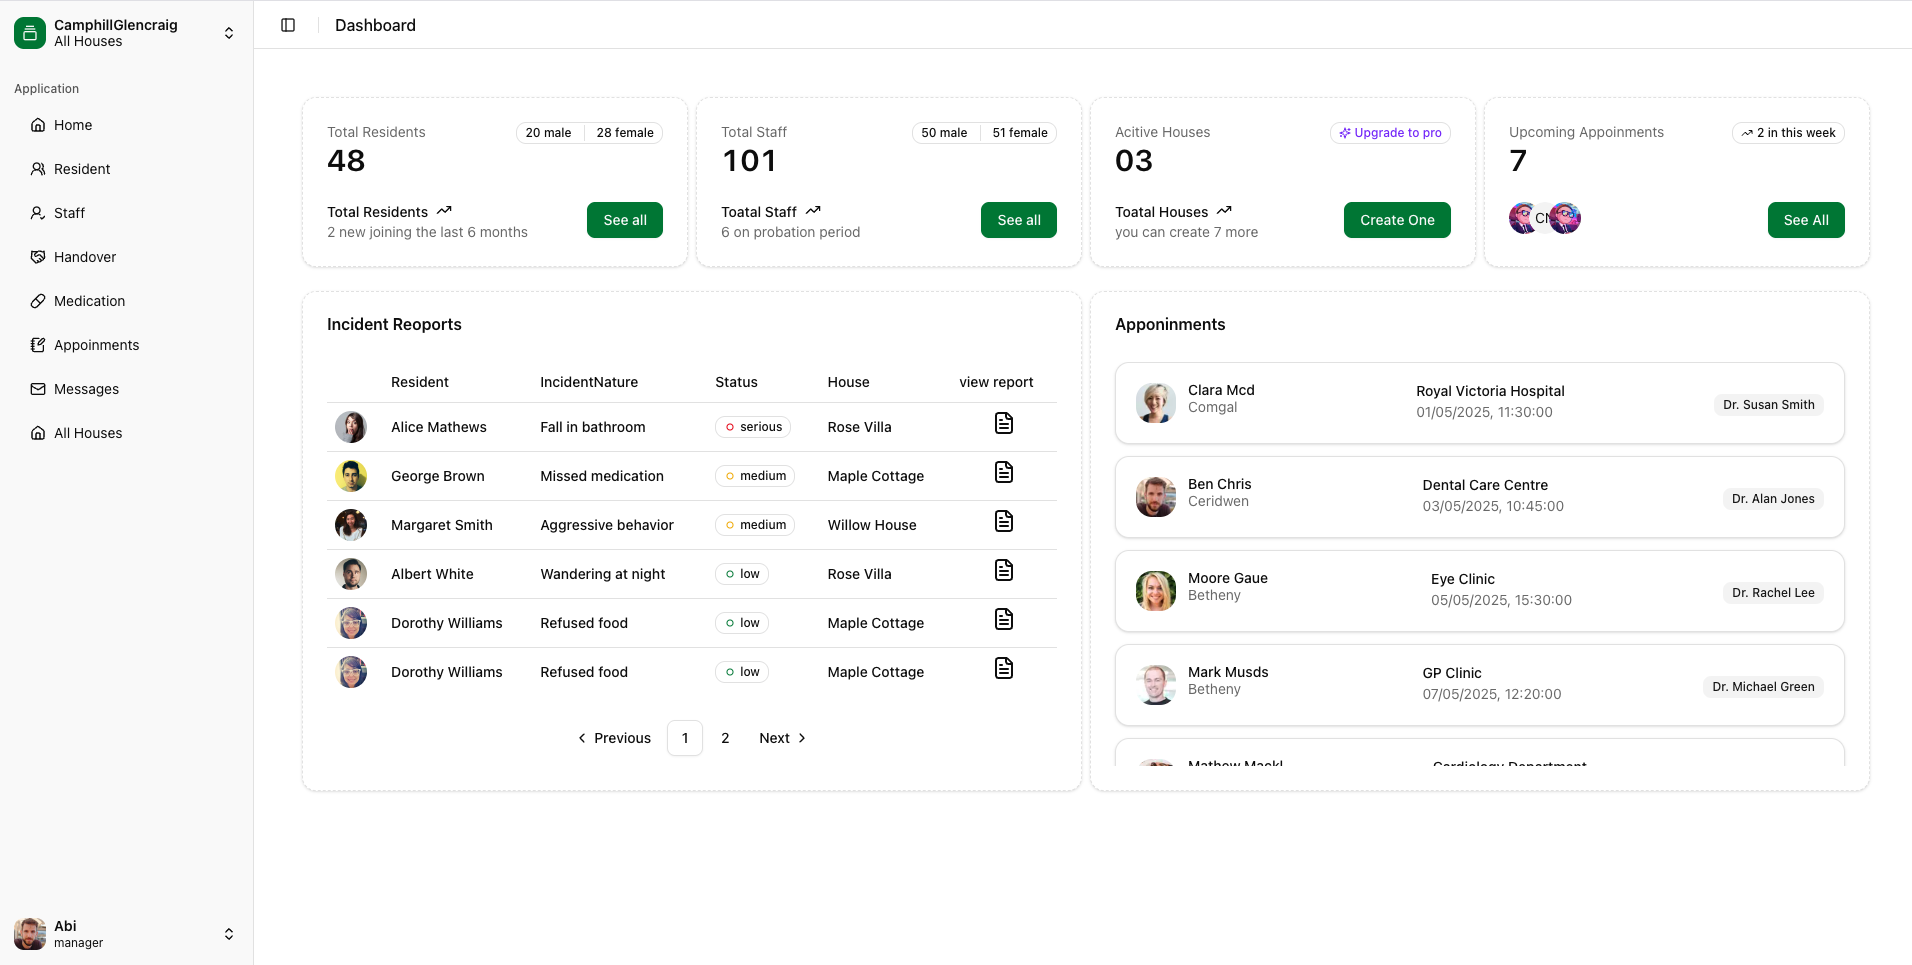 CamphillGlencraig
All Houses
Application
Home
Resident
Staff
Handover
Medication
Appoinments
Messages
All Houses
Abi
manager
Dashboard
Total Residents
20 male 28 female
48
Total Residents
2 new joining the last 6 months
See all
Total Staff
50 male 51 female
101
Toatal Staff
6 on probation period
See all
Acitive Houses
Upgrade to pro
03
Toatal Houses
you can create 7 more
Create One
Upcoming Appoinments
2 in this week
7
CN
See All
Incident Reoports
Resident IncidentNature Status House view report
Alice Mathews Fall in bathroom serious Rose Villa
George Brown Missed medication medium Maple Cottage
Margaret Smith Aggressive behavior medium Willow House
Albert White Wandering at night low Rose Villa
Dorothy Williams Refused food low Maple Cottage
Dorothy Williams Refused food low Maple Cottage
Previous 1 2 Next
Apponinments
Clara Mcd
Comgal
Royal Victoria Hospital
01/05/2025, 11:30:00
Dr. Susan Smith
Ben Chris
Ceridwen
Dental Care Centre
03/05/2025, 10:45:00
Dr. Alan Jones
Moore Gaue
Betheny
Eye Clinic
05/05/2025, 15:30:00
Dr. Rachel Lee
Mark Musds
Betheny
GP Clinic
07/05/2025, 12:20:00
Dr. Michael Green
Mathew Mackl
Cardiology Department